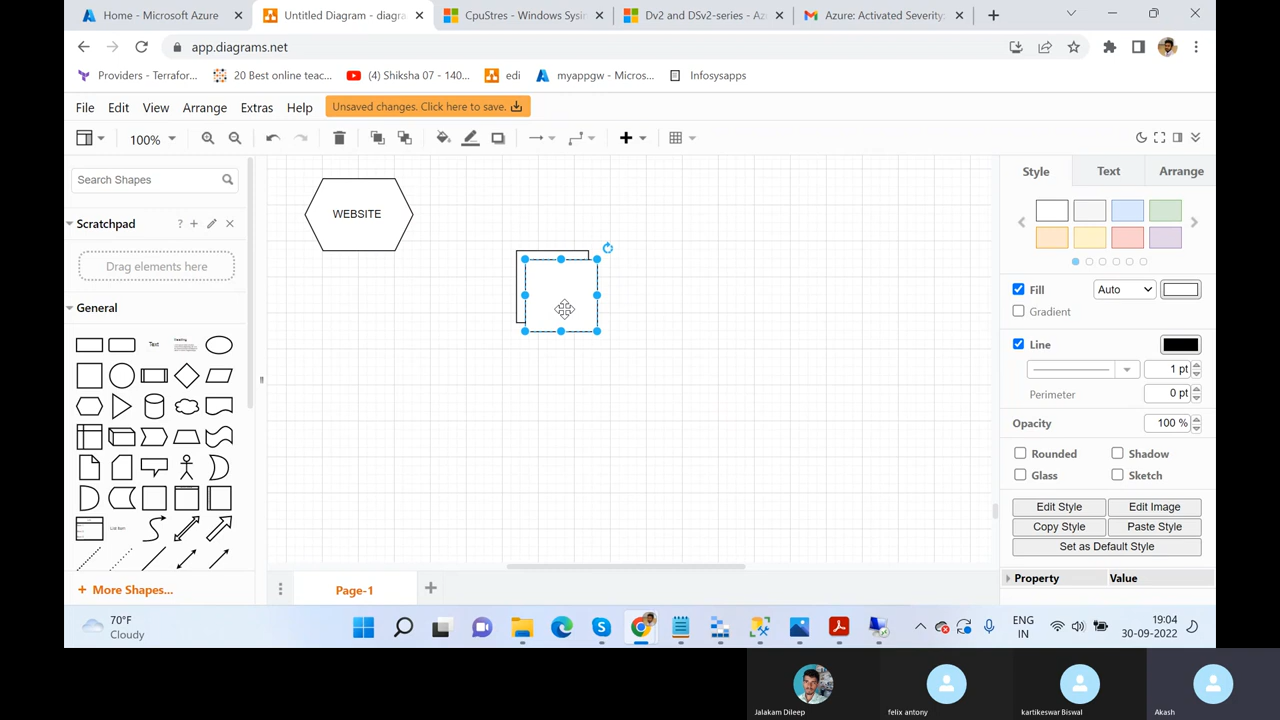 Home - Microsoft Azure
Untitled Diagram - diagra
CpuStres - Windows Sysin
Dv2 and DSv2-series - Az
Azure: Activated Severity:
app.diagrams.net
Providers - Terrafor...
20 Best online teac...
(4) Shiksha 07 - 140...
edi
myappgw - Micros...
Infosysapps
File
Edit
View
Arrange
Extras
Help
Unsaved changes. Click here to save.
100%
Search Shapes
Scratchpad
?
Drag elements here
General
Text
Heading
List Item
+ More Shapes...
WEBSITE
Page-1
Style
Text
Arrange
Fill
Auto
Gradient
Line
1 pt
Perimeter
0 pt
Opacity
100 %
Rounded
Shadow
Glass
Sketch
Edit Style
Edit Image
Copy Style
Paste Style
Set as Default Style
Property
Value
70°F
Cloudy
ENG
IN
19:04
30-09-2022
Jalakam Dileep
felix antony
kartikeswar Biswal
Akash